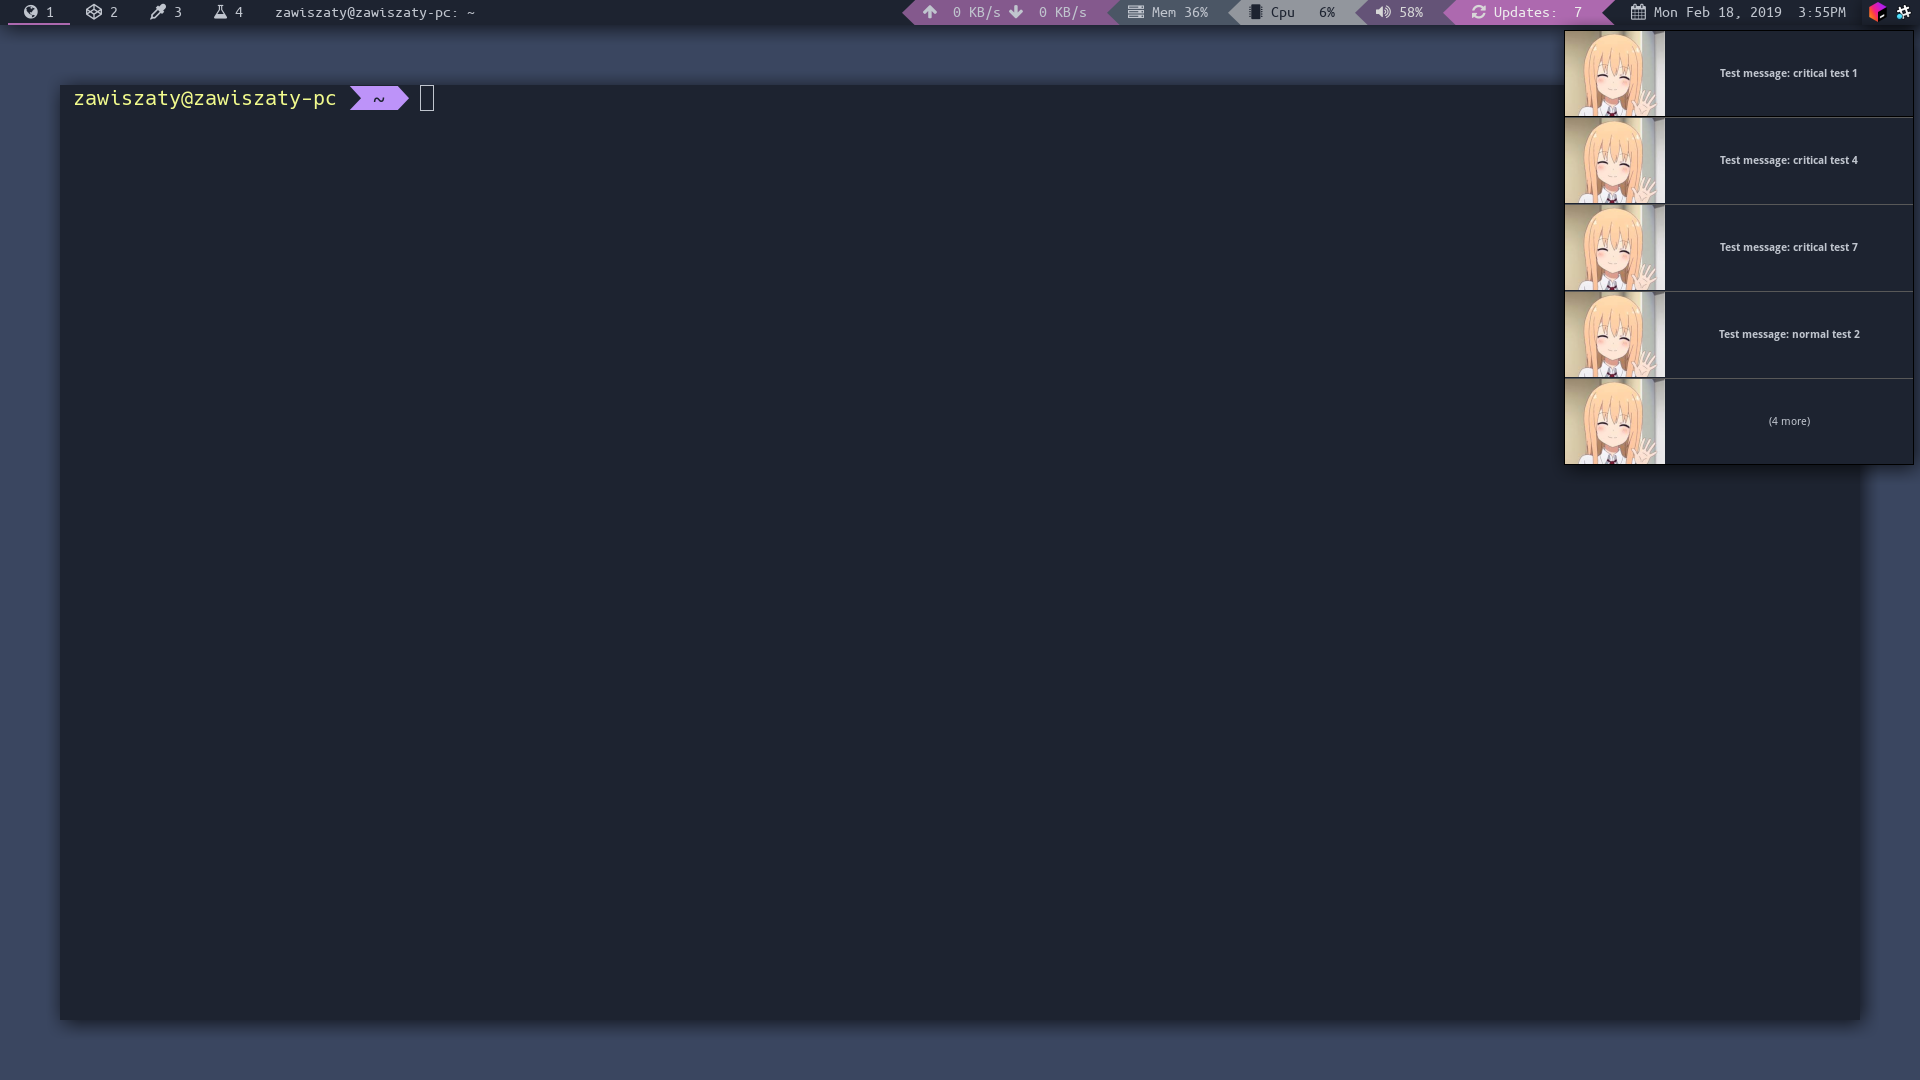 1 2 3 4 zawiszaty@zawiszaty-pc: ~ 0 KB/s 0 KB/s Mem 36% Cpu 6% 58% Updates: 7 Mon Feb 18, 2019 3:55PM
zawiszaty@zawiszaty-pc ~
Test message: critical test 1
Test message: critical test 4
Test message: critical test 7
Test message: normal test 2
(4 more)